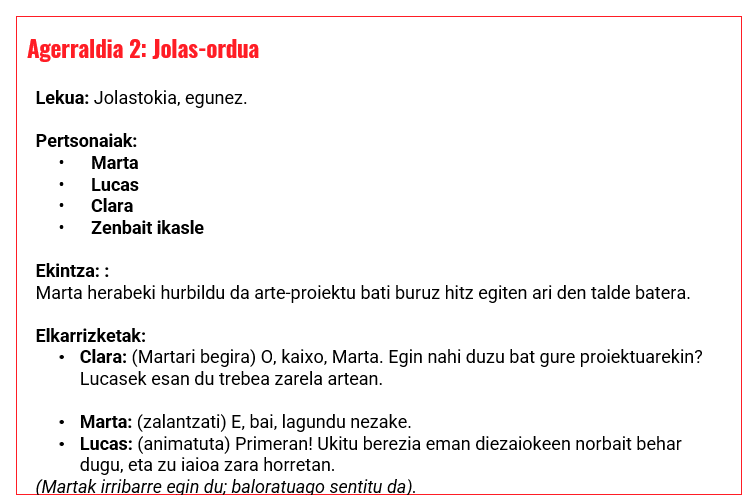 Agerraldia 2: Jolas-ordua
Lekua: Jolastokia, egunez.
Pertsonaiak:
• Marta
• Lucas
• Clara
• Zenbait ikasle
Ekintza: :
Marta herabeki hurbildu da arte-proiektu bati buruz hitz egiten ari den talde batera.
Elkarrizketak:
• Clara: (Martari begira) O, kaixo, Marta. Egin nahi duzu bat gure proiektuarekin?
Lucasek esan du trebea zarela artean.
• Marta: (zalantzati) E, bai, lagundu nezake.
• Lucas: (animatuta) Primeran! Ukitu berezia eman diezaiokeen norbait behar
dugu, eta zu iaioa zara horretan.
(Martak irribarre egin du; baloratuago sentitu da).